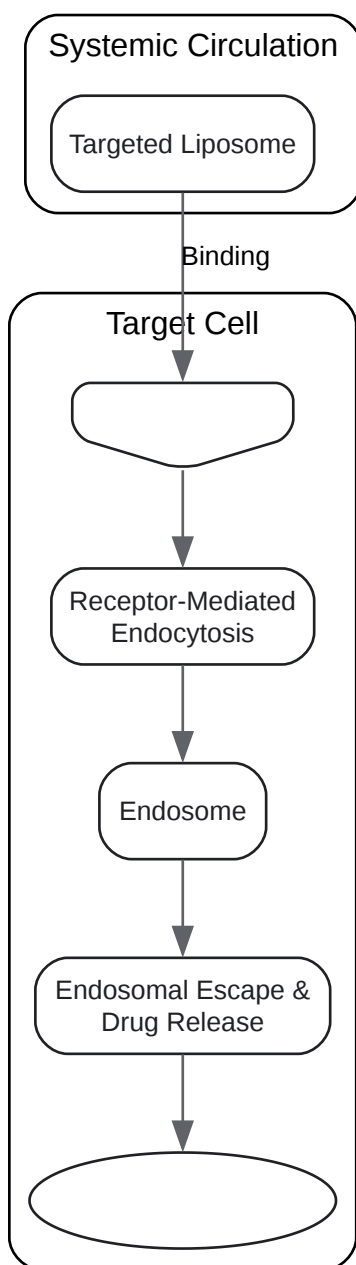 Systemic Circulation
Targeted Liposome
Binding
Target Cell
Receptor-Mediated
Endocytosis
Endosome
Endosomal Escape &
Drug Release